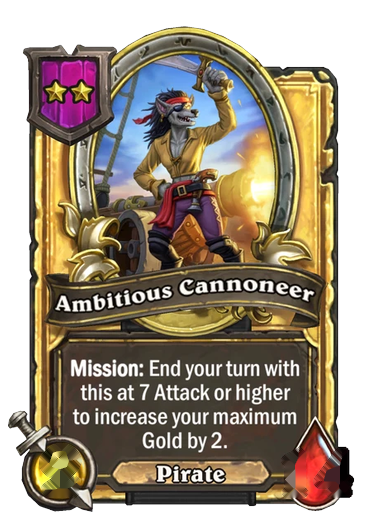 Ambitious Cannoneer
Mission: End your turn with
this at 7 Attack or higher
to increase your maximum
Gold by 2.
Pirate